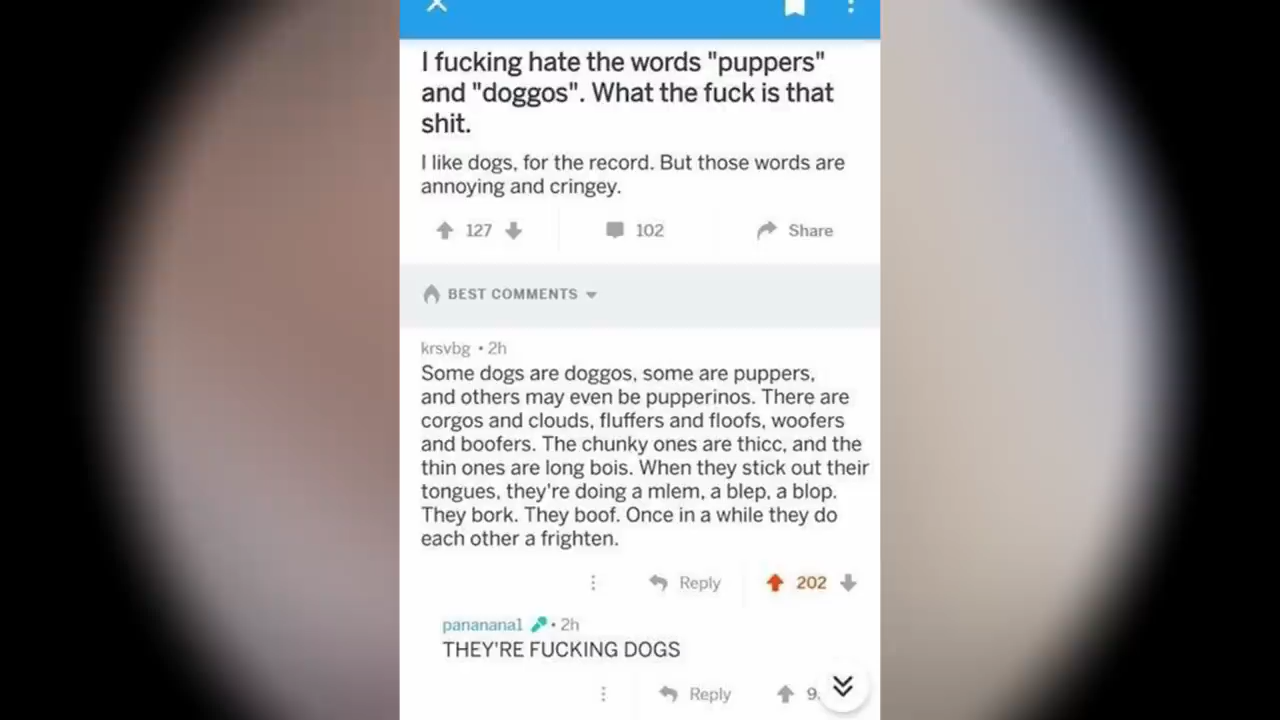 I fucking hate the words "puppers"
and "doggos". What the fuck is that
shit.
I like dogs, for the record. But those words are
annoying and cringey.
127
102
Share
BEST COMMENTS
krsvbg • 2h
Some dogs are doggos, some are puppers,
and others may even be pupperinos. There are
corgos and clouds, fluffers and floofs, woofers
and boofers. The chunky ones are thicc, and the
thin ones are long bois. When they stick out their
tongues, they're doing a mlem, a blep, a blop.
They bork. They boof. Once in a while they do
each other a frighten.
Reply
202
pananana1 • 2h
THEY'RE FUCKING DOGS
Reply